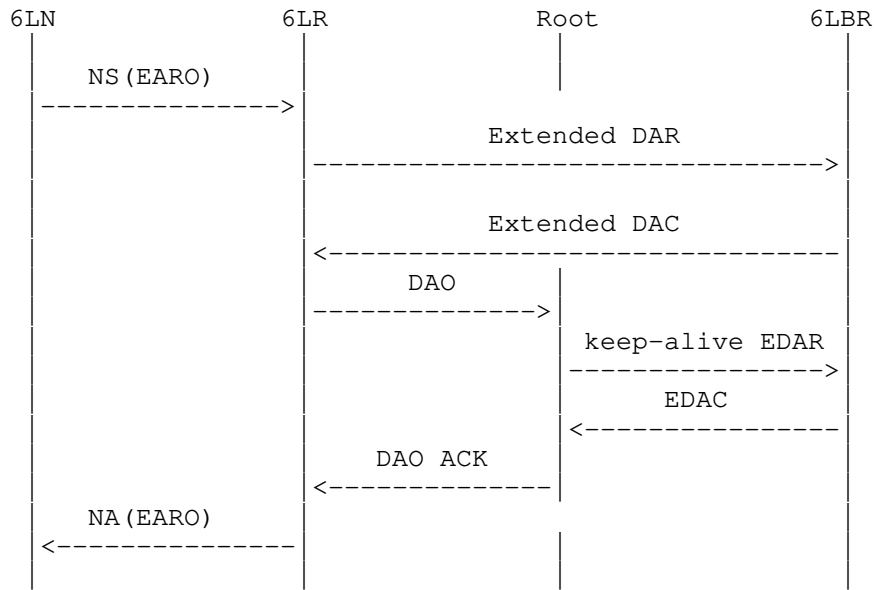 6LN 6LR Root 6LBR
NS(EARO)
Extended DAR
Extended DAC
DAO
keep-alive EDAR
EDAC
DAO ACK
NA(EARO)